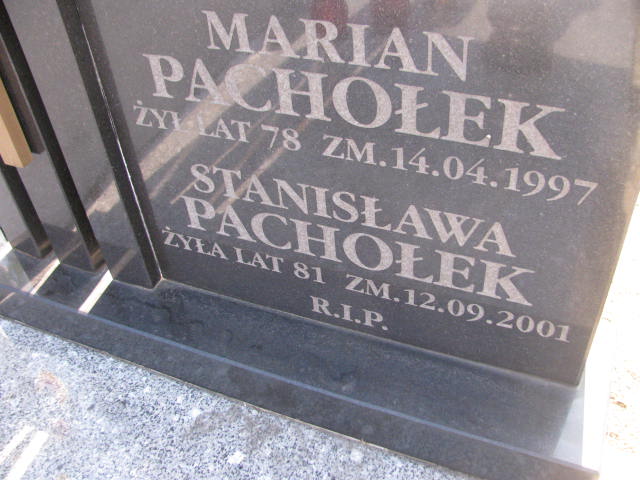 MARIAN
PACHOŁEK
ŻYŁ LAT 78 ZM.14.04.1997
STANISŁAWA
PACHOŁEK
ŻYŁA LAT 81 ZM.12.09.2001
R.I.P.